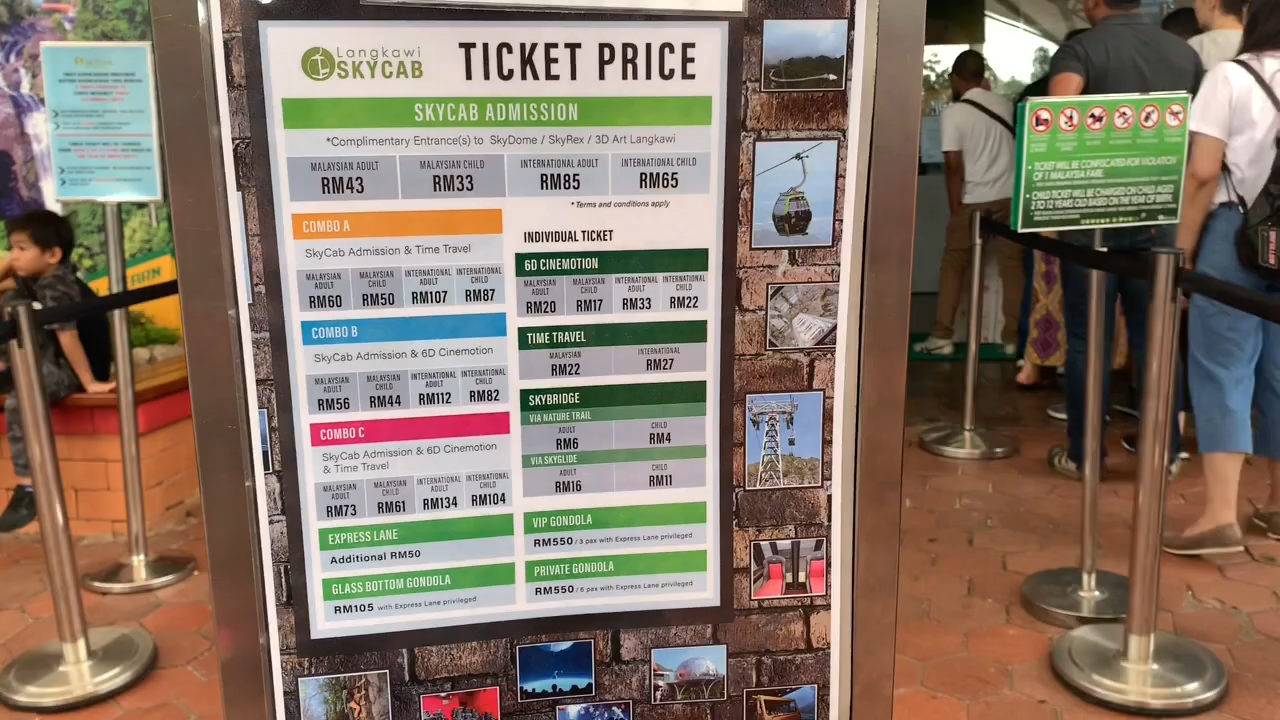 Langkawi
SKYCAB
TICKET PRICE
SKYCAB ADMISSION
*Complimentary Entrance(s) to SkyDome / SkyRex / 3D Art Langkawi
MALAYSIAN ADULT MALAYSIAN CHILD INTERNATIONAL ADULT INTERNATIONAL CHILD
RM43 RM33 RM85 RM65
* Terms and conditions apply
COMBO A
SkyCab Admission & Time Travel
MALAYSIAN ADULT MALAYSIAN CHILD INTERNATIONAL ADULT INTERNATIONAL CHILD
RM60 RM50 RM107 RM87
COMBO B
SkyCab Admission & 6D Cinemotion
MALAYSIAN ADULT MALAYSIAN CHILD INTERNATIONAL ADULT INTERNATIONAL CHILD
RM56 RM44 RM112 RM82
COMBO C
SkyCab Admission & 6D Cinemotion
& Time Travel
MALAYSIAN ADULT MALAYSIAN CHILD INTERNATIONAL ADULT INTERNATIONAL CHILD
RM73 RM61 RM134 RM104
EXPRESS LANE
Additional RM50
GLASS BOTTOM GONDOLA
RM105 with Express Lane privileged
INDIVIDUAL TICKET
6D CINEMOTION
MALAYSIAN ADULT MALAYSIAN CHILD INTERNATIONAL ADULT INTERNATIONAL CHILD
RM20 RM17 RM33 RM22
TIME TRAVEL
MALAYSIAN INTERNATIONAL
RM22 RM27
SKYBRIDGE
VIA NATURE TRAIL
ADULT CHILD
RM6 RM4
VIA SKYGLIDE
ADULT CHILD
RM16 RM11
VIP GONDOLA
RM550 / 3 pax with Express Lane privileged
PRIVATE GONDOLA
RM550 / 6 pax with Express Lane privileged
TICKET WILL BE CONFISCATED FOR VIOLATION
OF 1 MALAYSIA FARE.
CHILD TICKET WILL BE CHARGED ON CHILD AGED
2 TO 12 YEARS OLD BASED ON THE YEAR OF BIRTH.